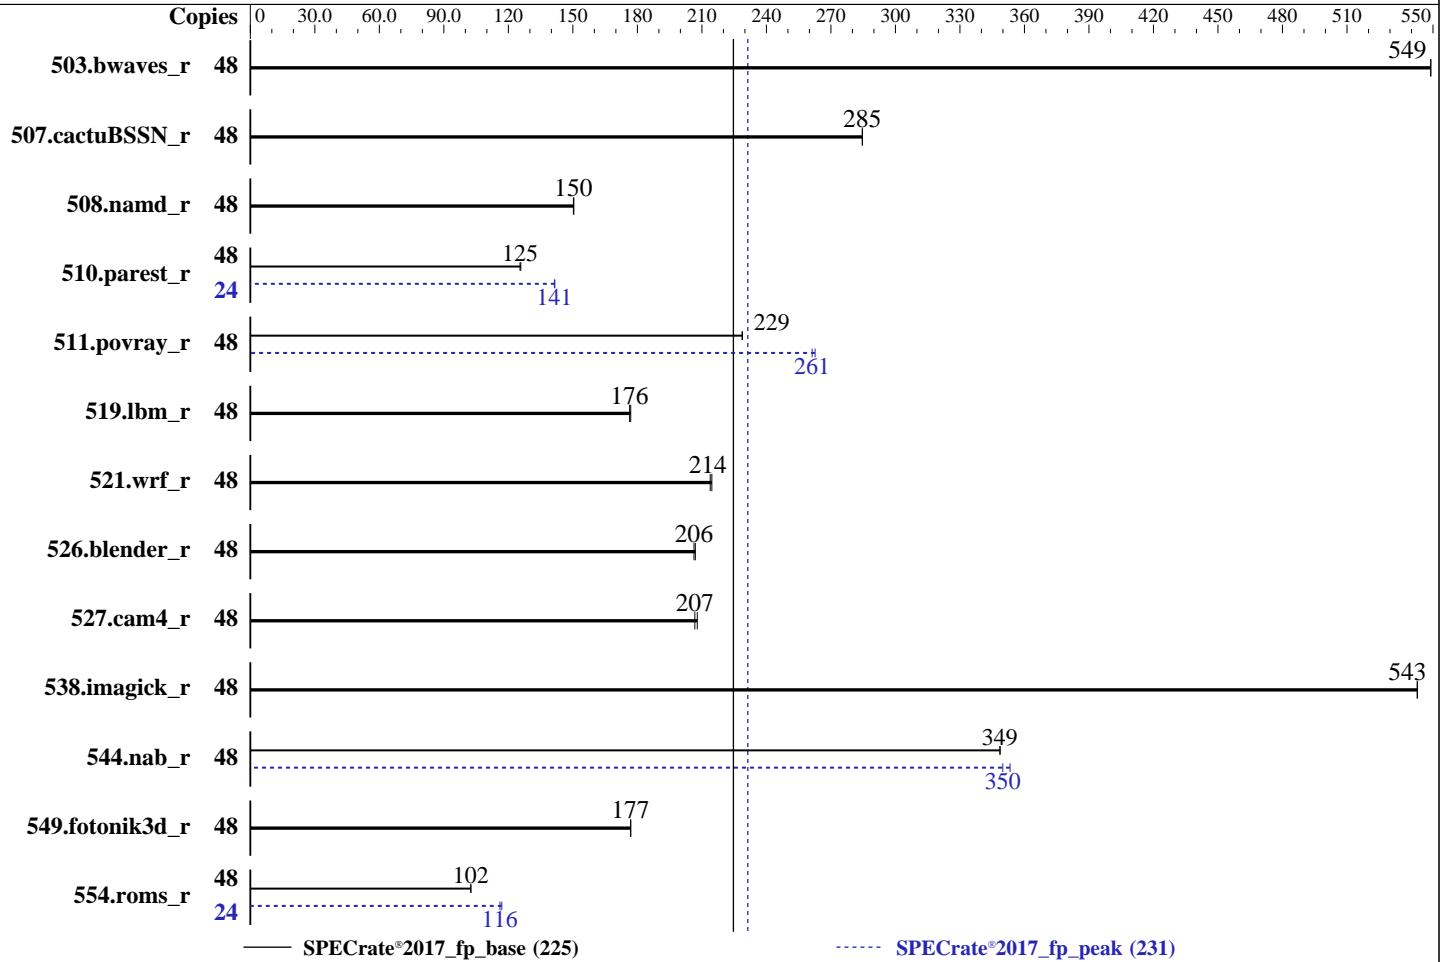 Copies 0 30.0 60.0 90.0 120 150 180 210 240 270 300 330 360 390 420 450 480 510 550
503.bwaves_r 48 549
507.cactuBSSN_r 48 285
508.namd_r 48 150
510.parest_r 48 125
24 141
511.povray_r 48 229
261
519.lbm_r 48 176
521.wrf_r 48 214
526.blender_r 48 206
527.cam4_r 48 207
538.imagick_r 48 543
544.nab_r 48 349
350
549.fotonik3d_r 48 177
554.roms_r 48 102
24 116
SPECrate®2017_fp_base (225) SPECrate®2017_fp_peak (231)